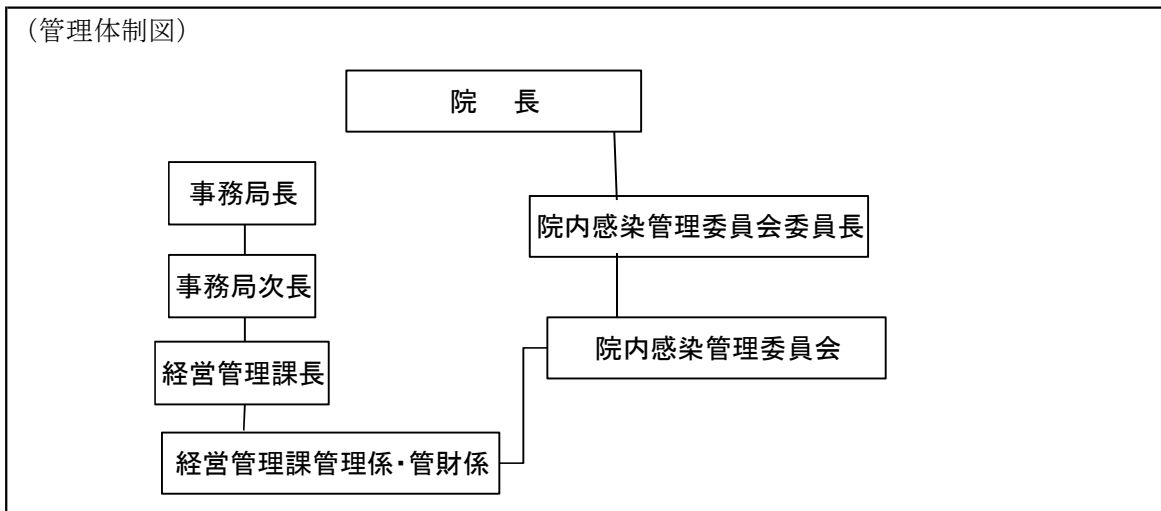 （管理体制図）
院　長
事務局長
院内感染管理委員会委員長
事務局次長
院内感染管理委員会
経営管理課長
経営管理課管理係・管財係